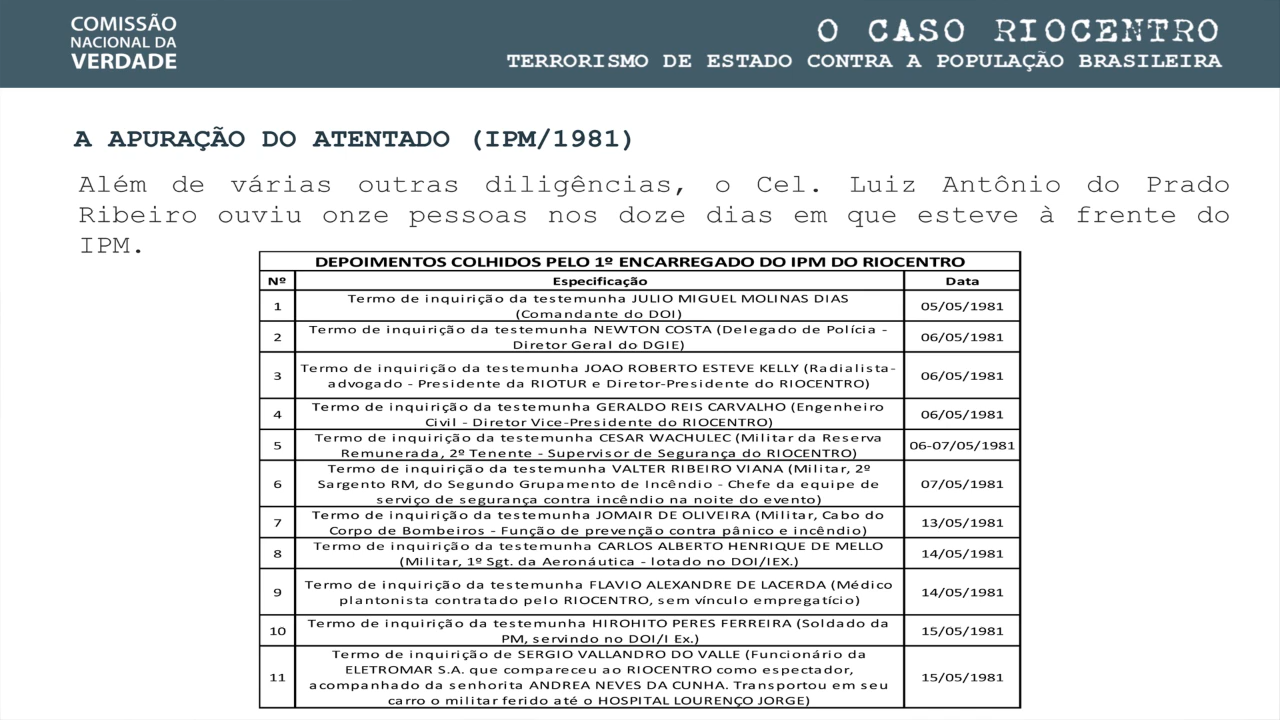 COMISSÃO
NACIONAL DA
VERDADE
O CASO RIOCENTRO
TERRORISMO DE ESTADO CONTRA A POPULAÇÃO BRASILEIRA
A APURAÇÃO DO ATENTADO (IPM/1981)
Além de várias outras diligências, o Cel. Luiz Antônio do Prado
Ribeiro ouviu onze pessoas nos doze dias em que esteve à frente do
IPM.
DEPOIMENTOS COLHIDOS PELO 1º ENCARREGADO DO IPM DO RIOCENTRO
Nº Especificação Data
1 Termo de inquirição da testemunha JULIO MIGUEL MOLINAS DIAS
(Comandante do DOI) 05/05/1981
2 Termo de inquirição da testemunha NEWTON COSTA (Delegado de Polícia -
Diretor Geral do DGIE) 06/05/1981
3 Termo de inquirição da testemunha JOAO ROBERTO ESTEVE KELLY (Radialista-
advogado - Presidente da RIOTUR e Diretor-Presidente do RIOCENTRO) 06/05/1981
4 Termo de inquirição da testemunha GERALDO REIS CARVALHO (Engenheiro
Civil - Diretor Vice-Presidente do RIOCENTRO) 06/05/1981
5 Termo de inquirição da testemunha CESAR WACHULEC (Militar da Reserva
Remunerada, 2º Tenente - Supervisor de Segurança do RIOCENTRO) 06-07/05/1981
6 Termo de inquirição da testemunha VALTER RIBEIRO VIANA (Militar, 2º
Sargento RM, do Segundo Grupamento de Incêndio - Chefe da equipe de
serviço de segurança contra incêndio na noite do evento) 07/05/1981
7 Termo de inquirição da testemunha JOMAIR DE OLIVEIRA (Militar, Cabo do
Corpo de Bombeiros - Função de prevenção contra pânico e incêndio) 13/05/1981
8 Termo de inquirição da testemunha CARLOS ALBERTO HENRIQUE DE MELLO
(Militar, 1º Sgt. da Aeronáutica - lotado no DOI/IEX.) 14/05/1981
9 Termo de inquirição da testemunha FLAVIO ALEXANDRE DE LACERDA (Médico
plantonista contratado pelo RIOCENTRO, sem vínculo empregatício) 14/05/1981
10 Termo de inquirição da testemunha HIROHITO PERES FERREIRA (Soldado da
PM, servindo no DOI/I Ex.) 15/05/1981
11 Termo de inquirição de SERGIO VALLANDRO DO VALLE (Funcionário da
ELETROMAR S.A. que compareceu ao RIOCENTRO como espectador,
acompanhado da senhorita ANDREA NEVES DA CUNHA. Transportou em seu
carro o militar ferido até o HOSPITAL LOURENÇO JORGE) 15/05/1981